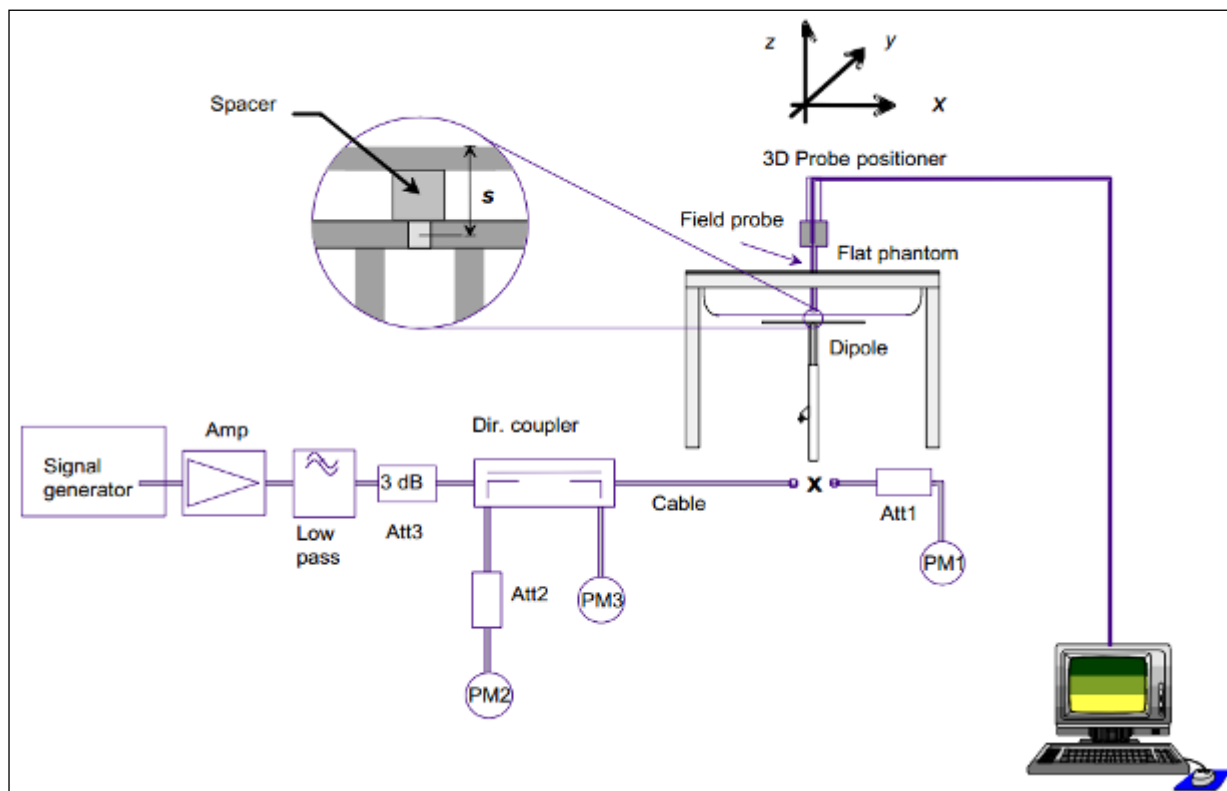 z
y
x
Spacer
3D Probe positioner
s
Field probe
Flat phantom
Dipole
Amp
Dir. coupler
Signal
generator
3 dB
X
Cable
Att1
Low
pass
Att3
PM1
Att2
PM3
PM2